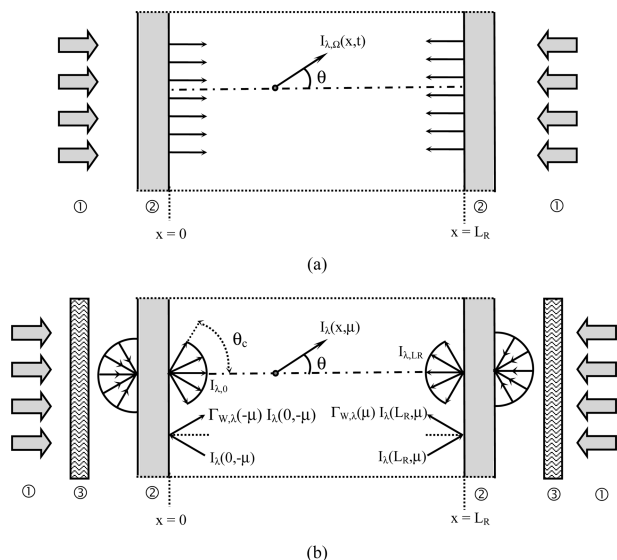 I_{λ,Ω}(x,t)
θ
① ② ② ①
x = 0 x = L_R
(a)
θ_c I_λ(x,μ)
I_{λ,0} θ I_{λ,LR}
Γ_{W,λ}(-μ) I_λ(0,-μ) Γ_{W,λ}(μ) I_λ(L_R,μ)
I_λ(0,-μ) I_λ(L_R,μ)
① ③ ② ② ③ ①
x = 0 x = L_R
(b)